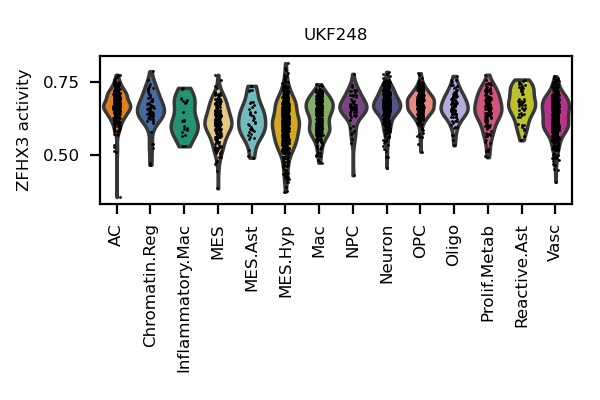 UKF248
ZFHX3 activity
0.75
0.50
AC
Chromatin.Reg
Inflammatory.Mac
MES
MES.Ast
MES.Hyp
Mac
NPC
Neuron
OPC
Oligo
Prolif.Metab
Reactive.Ast
Vasc